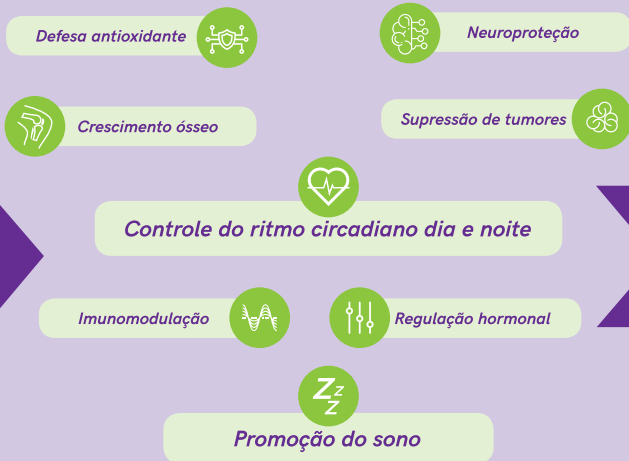 Defesa antioxidante
Neuroproteção
Crescimento ósseo
Supressão de tumores
Controle do ritmo circadiano dia e noite
Imunomodulação
Regulação hormonal
Zzz
Promoção do sono